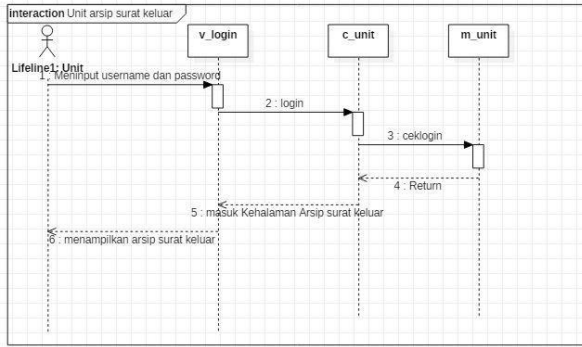 interaction Unit arsip surat keluar
v_login
c_unit
m_unit
Lifeline1: Unit
1 : Meninput username dan password
2 : login
3 : ceklogin
4 : Return
5 : masuk Kehalaman Arsip surat keluar
6 : menampilkan arsip surat keluar